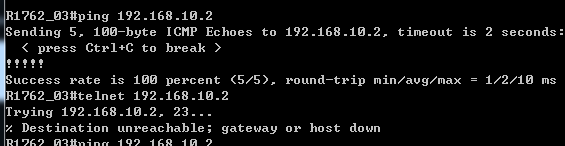 R1762_03#ping 192.168.10.2
Sending 5, 100-byte ICMP Echoes to 192.168.10.2, timeout is 2 seconds:
  < press Ctrl+C to break >
!!!!!
Success rate is 100 percent (5/5), round-trip min/avg/max = 1/2/10 ms
R1762_03#telnet 192.168.10.2
Trying 192.168.10.2, 23...
% Destination unreachable; gateway or host down
R1762_03#ping 192.168.10.2